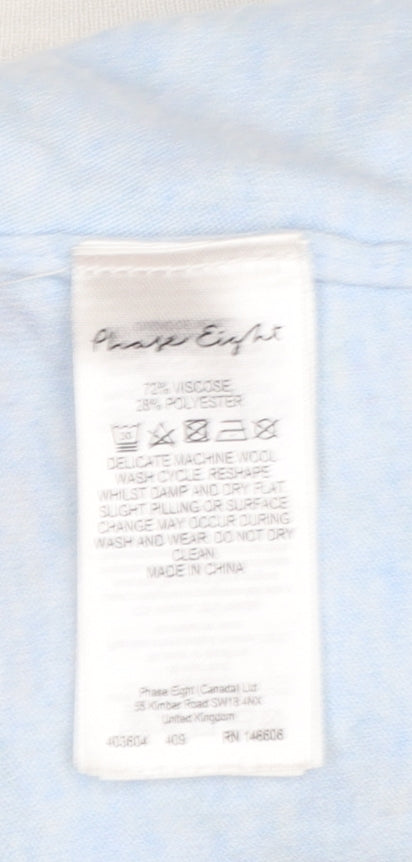 Phase Eight
72% VISCOSE,
28% POLYESTER
30
DELICATE MACHINE WOOL
WASH CYCLE. RESHAPE
WHILST DAMP AND DRY FLAT.
SLIGHT PILLING OR SURFACE
CHANGE MAY OCCUR DURING
WASH AND WEAR. DO NOT DRY
CLEAN.
MADE IN CHINA
Phase Eight (Canada) Ltd
55 Kimber Road SW18 4NX
United Kingdom
409 RN